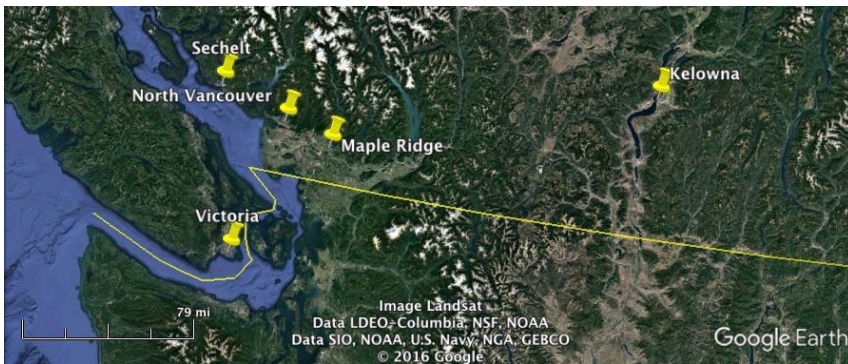 Sechelt
Kelowna
North Vancouver
Maple Ridge
Victoria
79 mi
Image Landsat
Data LDEO-Columbia, NSF, NOAA
Data SIO, NOAA, U.S. Navy, NGA, GEBCO
© 2016 Google
Google Earth